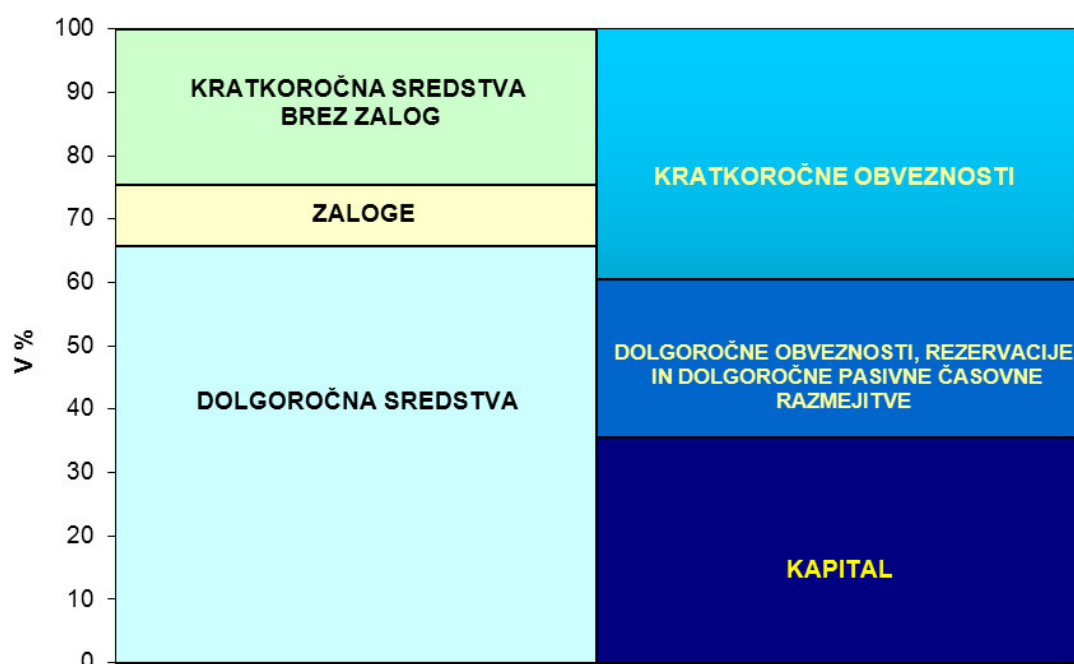 100
90
80
70
60
50
40
30
20
10
0
V %
KRATKOROČNA SREDSTVA
BREZ ZALOG
ZALOGE
DOLGOROČNA SREDSTVA
KRATKOROČNE OBVEZNOSTI
DOLGOROČNE OBVEZNOSTI, REZERVACIJE
IN DOLGOROČNE PASIVNE ČASOVNE
RAZMEJITVE
KAPITAL